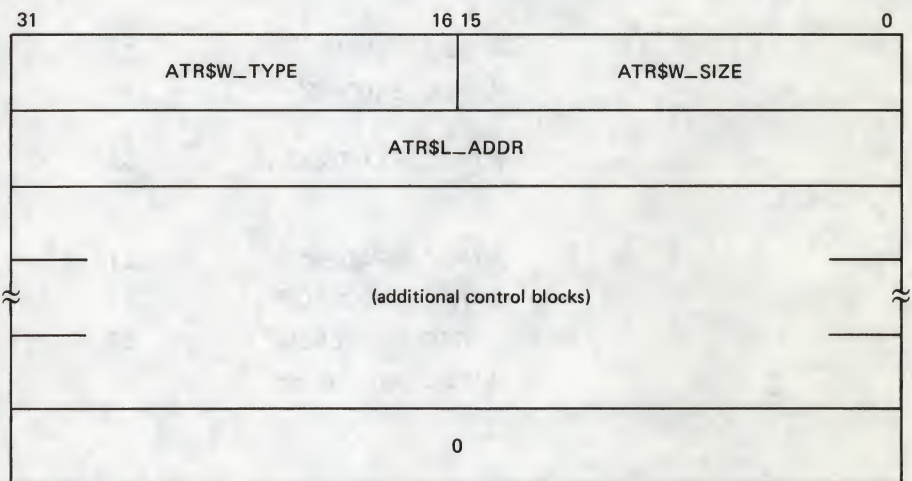 31 16 15 0
ATR$W_TYPE ATR$W_SIZE
ATR$L_ADDR
(additional control blocks)
0